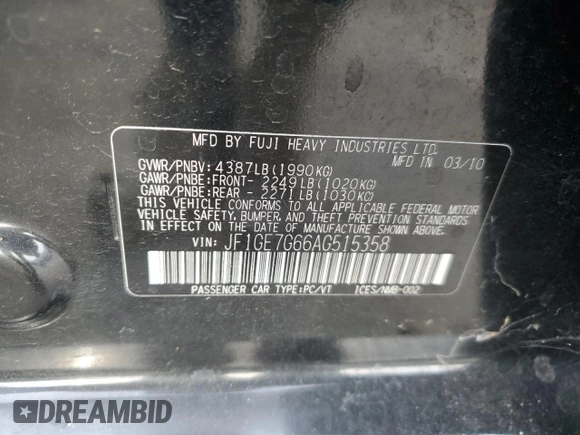 MFD BY FUJI HEAVY INDUSTRIES LTD.
MFD IN 03/10
GVWR/PNBV: 4387LB(1990KG)
GAWR/PNBE:FRONT- 2249LB(1020KG)
GAWR/PNBE:REAR - 2271LB(1030KG)
THIS VEHICLE CONFORMS TO ALL APPLICABLE FEDERAL MOTOR
VEHICLE SAFETY, BUMPER, AND THEFT PREVENTION STANDARDS
IN EFFECT ON THE DATE OF MANUFACTURE SHOWN ABOVE.
VIN: JF1GE7G66AG515358
PASSENGER CAR TYPE:PC/VT ICES/NMB-002
DREAMBID